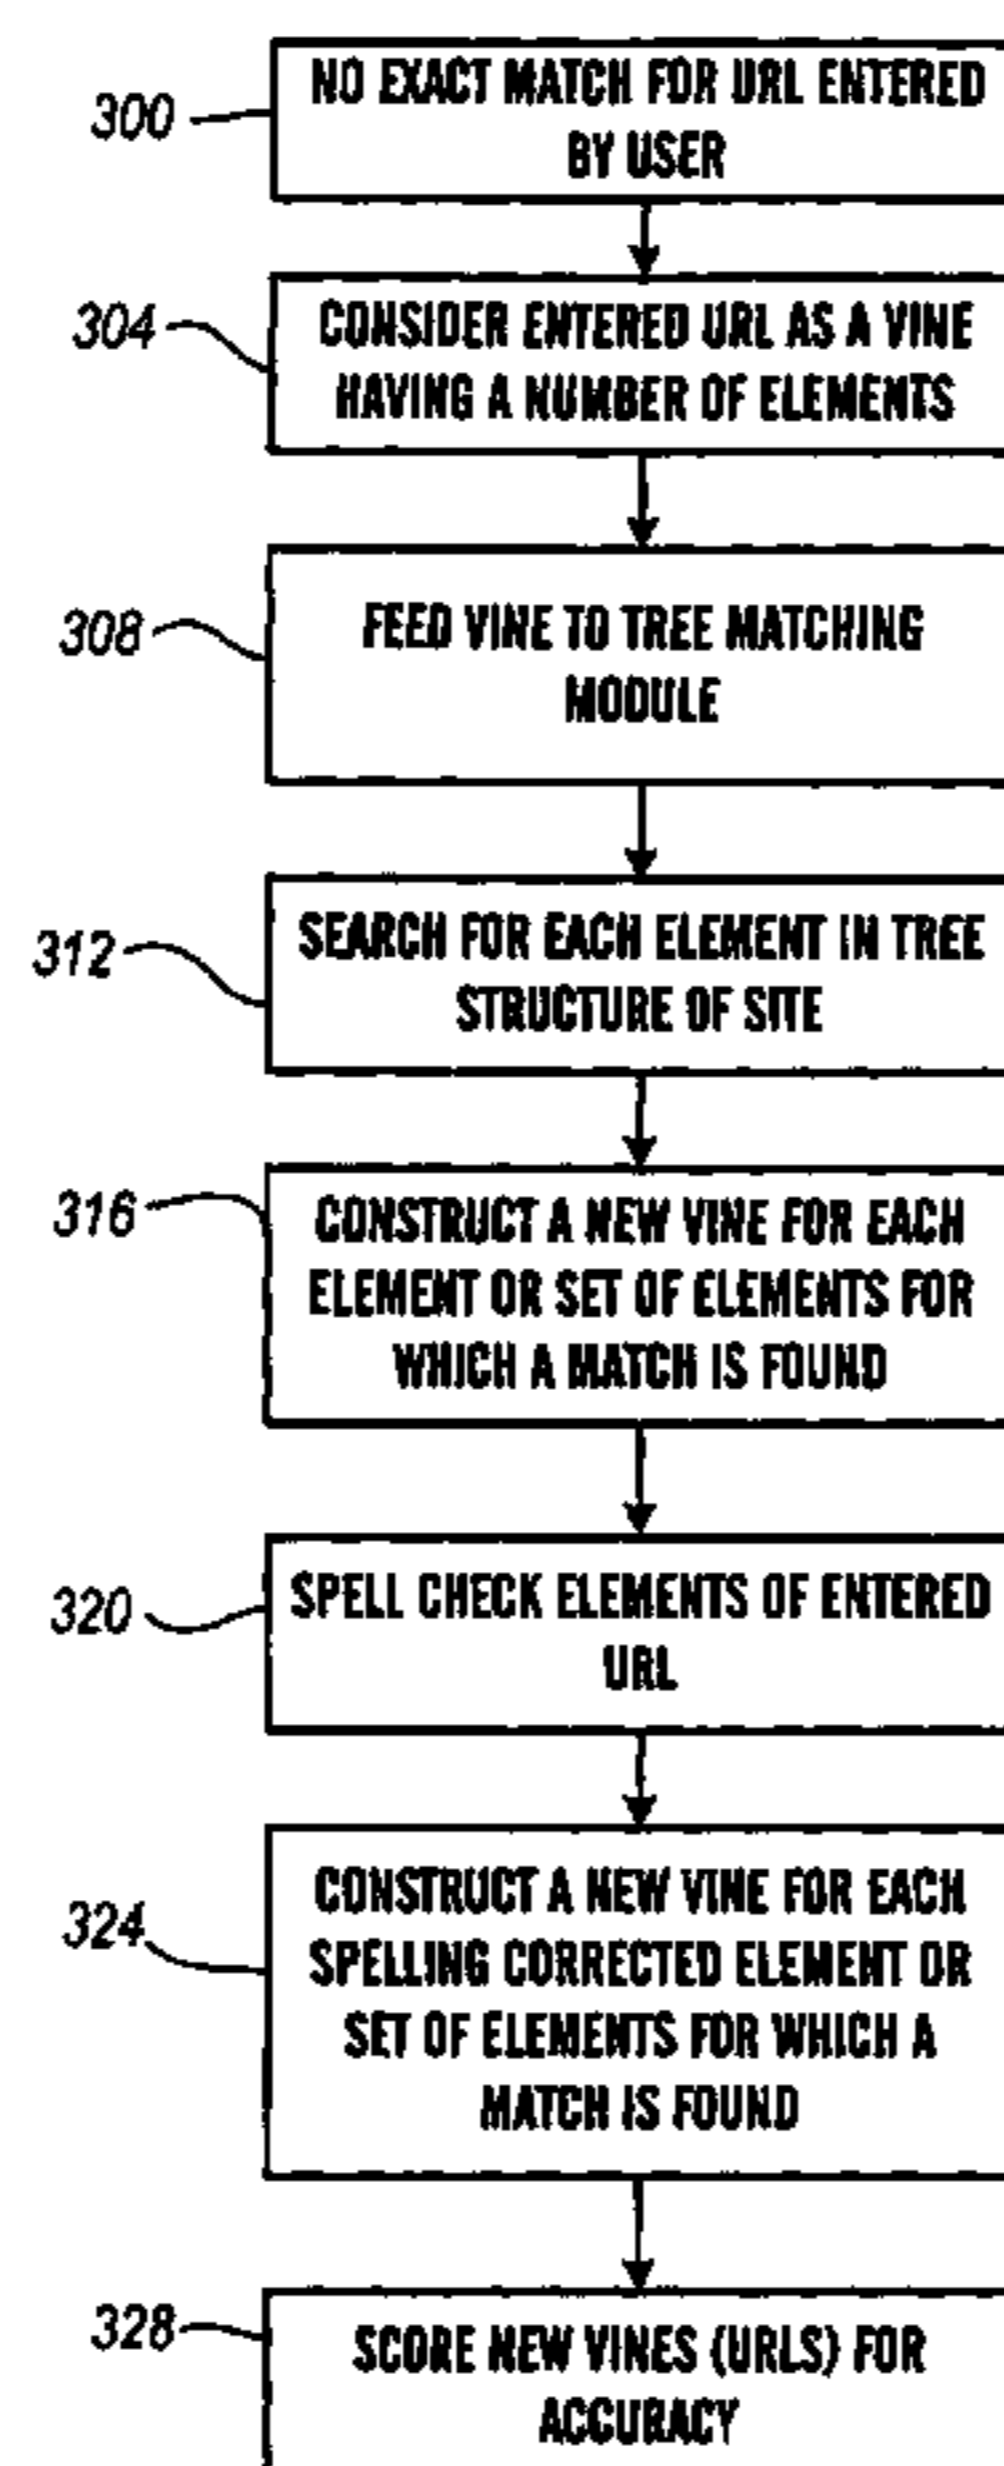 300
NO EXACT MATCH FOR URL ENTERED
BY USER
304
CONSIDER ENTERED URL AS A VINE
HAVING A NUMBER OF ELEMENTS
308
FEED VINE TO TREE MATCHING
MODULE
312
SEARCH FOR EACH ELEMENT IN TREE
STRUCTURE OF SITE
316
CONSTRUCT A NEW VINE FOR EACH
ELEMENT OR SET OF ELEMENTS FOR
WHICH A MATCH IS FOUND
320
SPELL CHECK ELEMENTS OF ENTERED
URL
324
CONSTRUCT A NEW VINE FOR EACH
SPELLING CORRECTED ELEMENT OR
SET OF ELEMENTS FOR WHICH A
MATCH IS FOUND
328
SCORE NEW VINES (URLS) FOR
ACCURACY